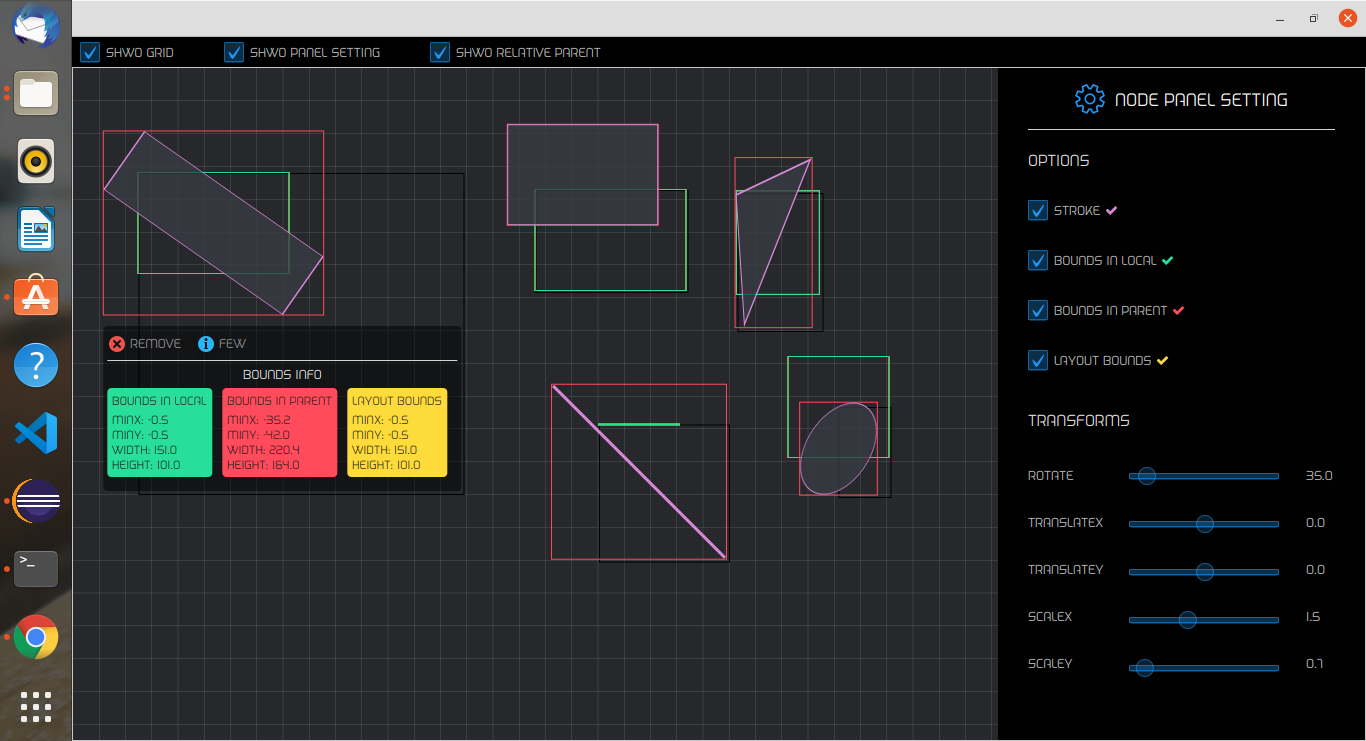 SHWO GRID
SHWO PANEL SETTING
SHWO RELATIVE PARENT
NODE PANEL SETTING
OPTIONS
STROKE
BOUNDS IN LOCAL
BOUNDS IN PARENT
LAYOUT BOUNDS
TRANSFORMS
ROTATE 35.0
TRANSLATEX 0.0
TRANSLATEY 0.0
SCALEX 1.5
SCALEY 0.7
REMOVE
FEW
BOUNDS INFO
BOUNDS IN LOCAL
MINX: -0.5
MINY: -0.5
WIDTH: 151.0
HEIGHT: 101.0
BOUNDS IN PARENT
MINX: -35.2
MINY: -42.0
WIDTH: 220.4
HEIGHT: 184.0
LAYOUT BOUNDS
MINX: -0.5
MINY: -0.5
WIDTH: 151.0
HEIGHT: 101.0